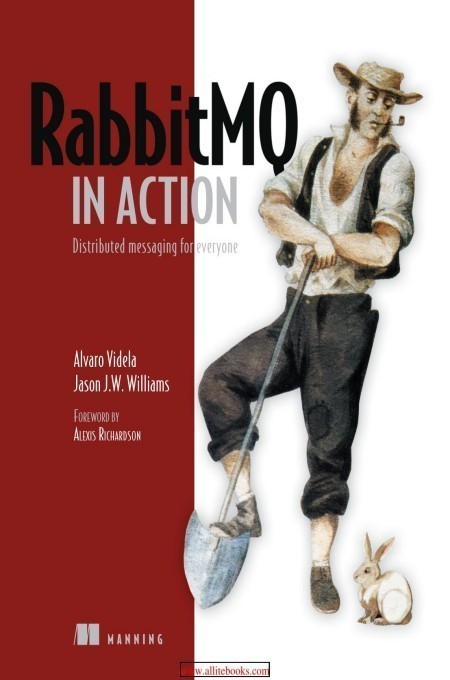 RabbitMQ
IN ACTION
Distributed messaging for everyone
Alvaro Videla
Jason J.W. Williams
FOREWORD BY
ALEXIS RICHARDSON
MANNING
www.allitebooks.com